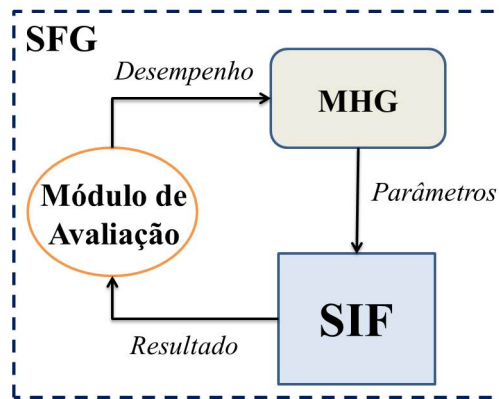 SFG
Desempenho
MHG
Módulo de
Avaliação
Parâmetros
SIF
Resultado